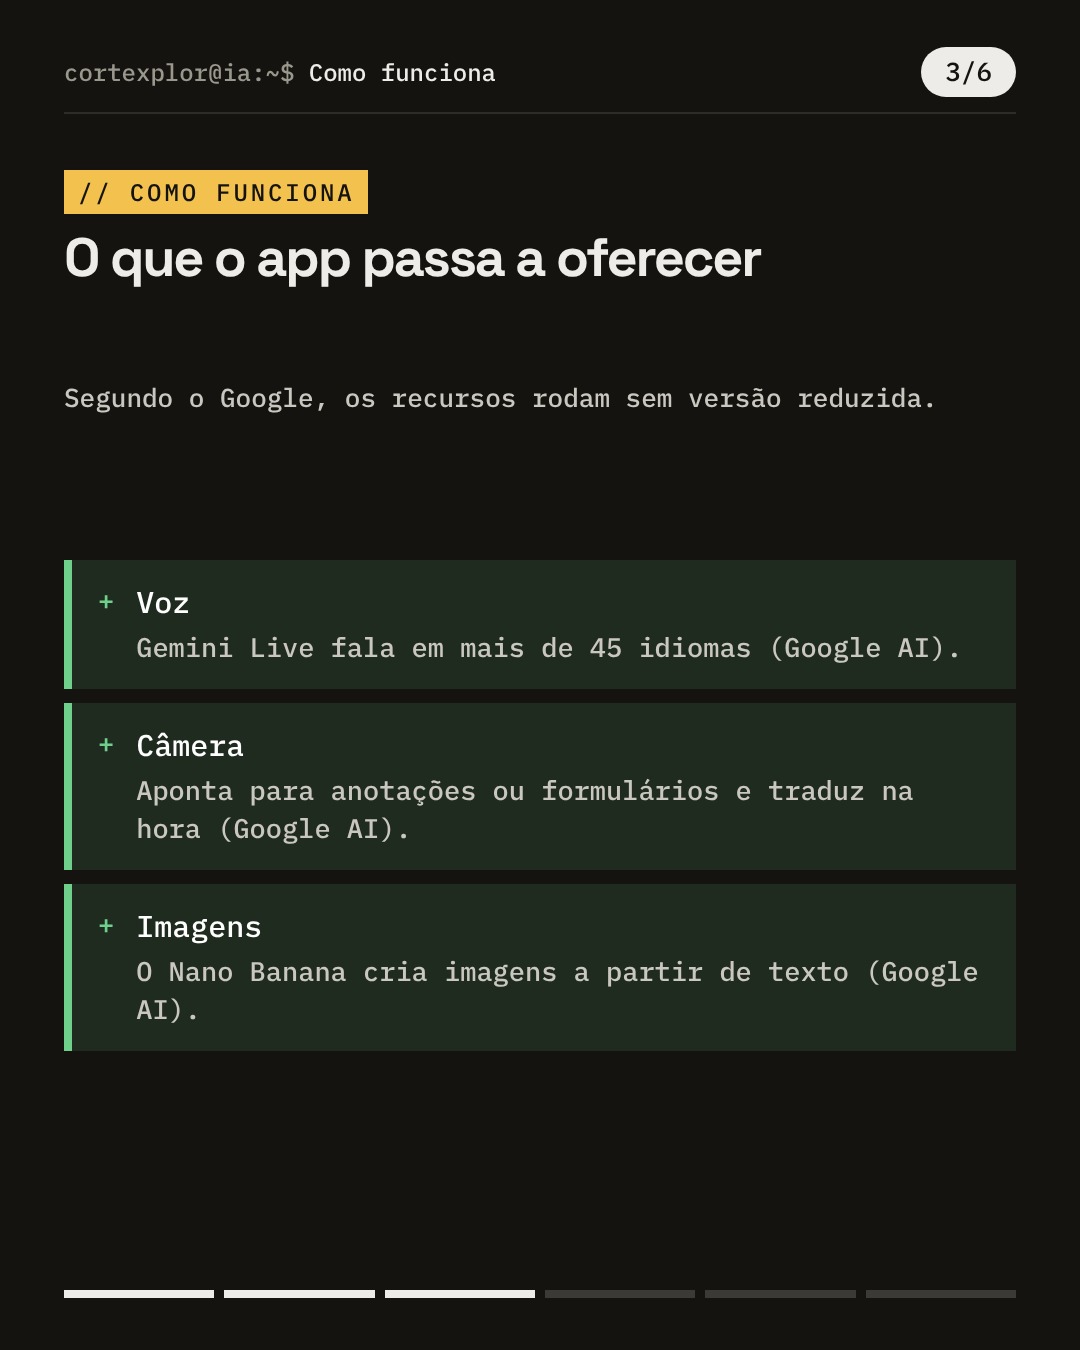 cortexplor@ia:~$ Como funciona
3/6
// COMO FUNCIONA
O que o app passa a oferecer
Segundo o Google, os recursos rodam sem versão reduzida.
+ Voz
Gemini Live fala em mais de 45 idiomas (Google AI).
+ Câmera
Aponta para anotações ou formulários e traduz na
hora (Google AI).
+ Imagens
O Nano Banana cria imagens a partir de texto (Google
AI).